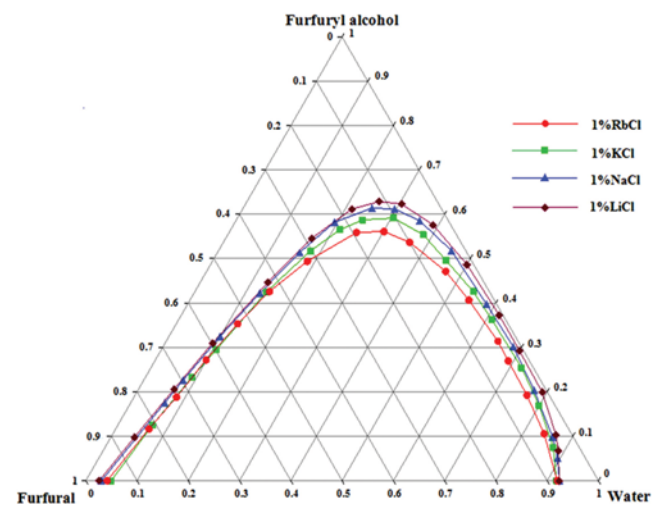 Furfuryl alcohol
0 1
0.1 0.9
0.2 0.8
0.3 0.7
0.4 0.6
0.5 0.5
0.6 0.4
0.7 0.3
0.8 0.2
0.9 0.1
1 0
0 0.1 0.2 0.3 0.4 0.5 0.6 0.7 0.8 0.9 1
Furfural Water
1%RbCl
1%KCl
1%NaCl
1%LiCl